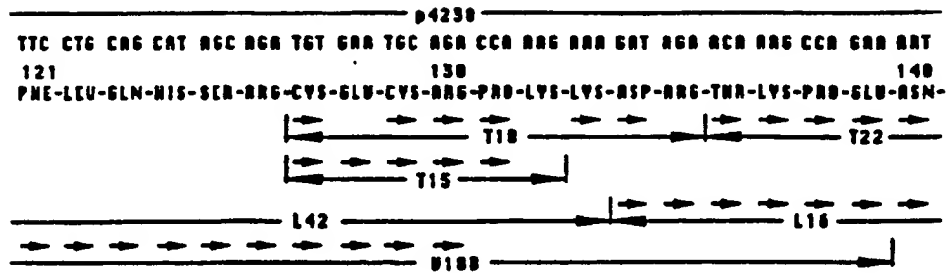 p4238
TTC CTG CAG CAT AGC AGA TGT GAA TGC AGA CCA AAG AAA GAT AGA ACA AAG CCA GAA AAT
121 130 140
PHE-LEU-GLN-HIS-SER-ARG-CYS-GLU-CYS-ARG-PRO-LYS-LYS-ASP-ARG-THR-LYS-PRO-GLU-ASN-
T18 T22
T15
L42 L16